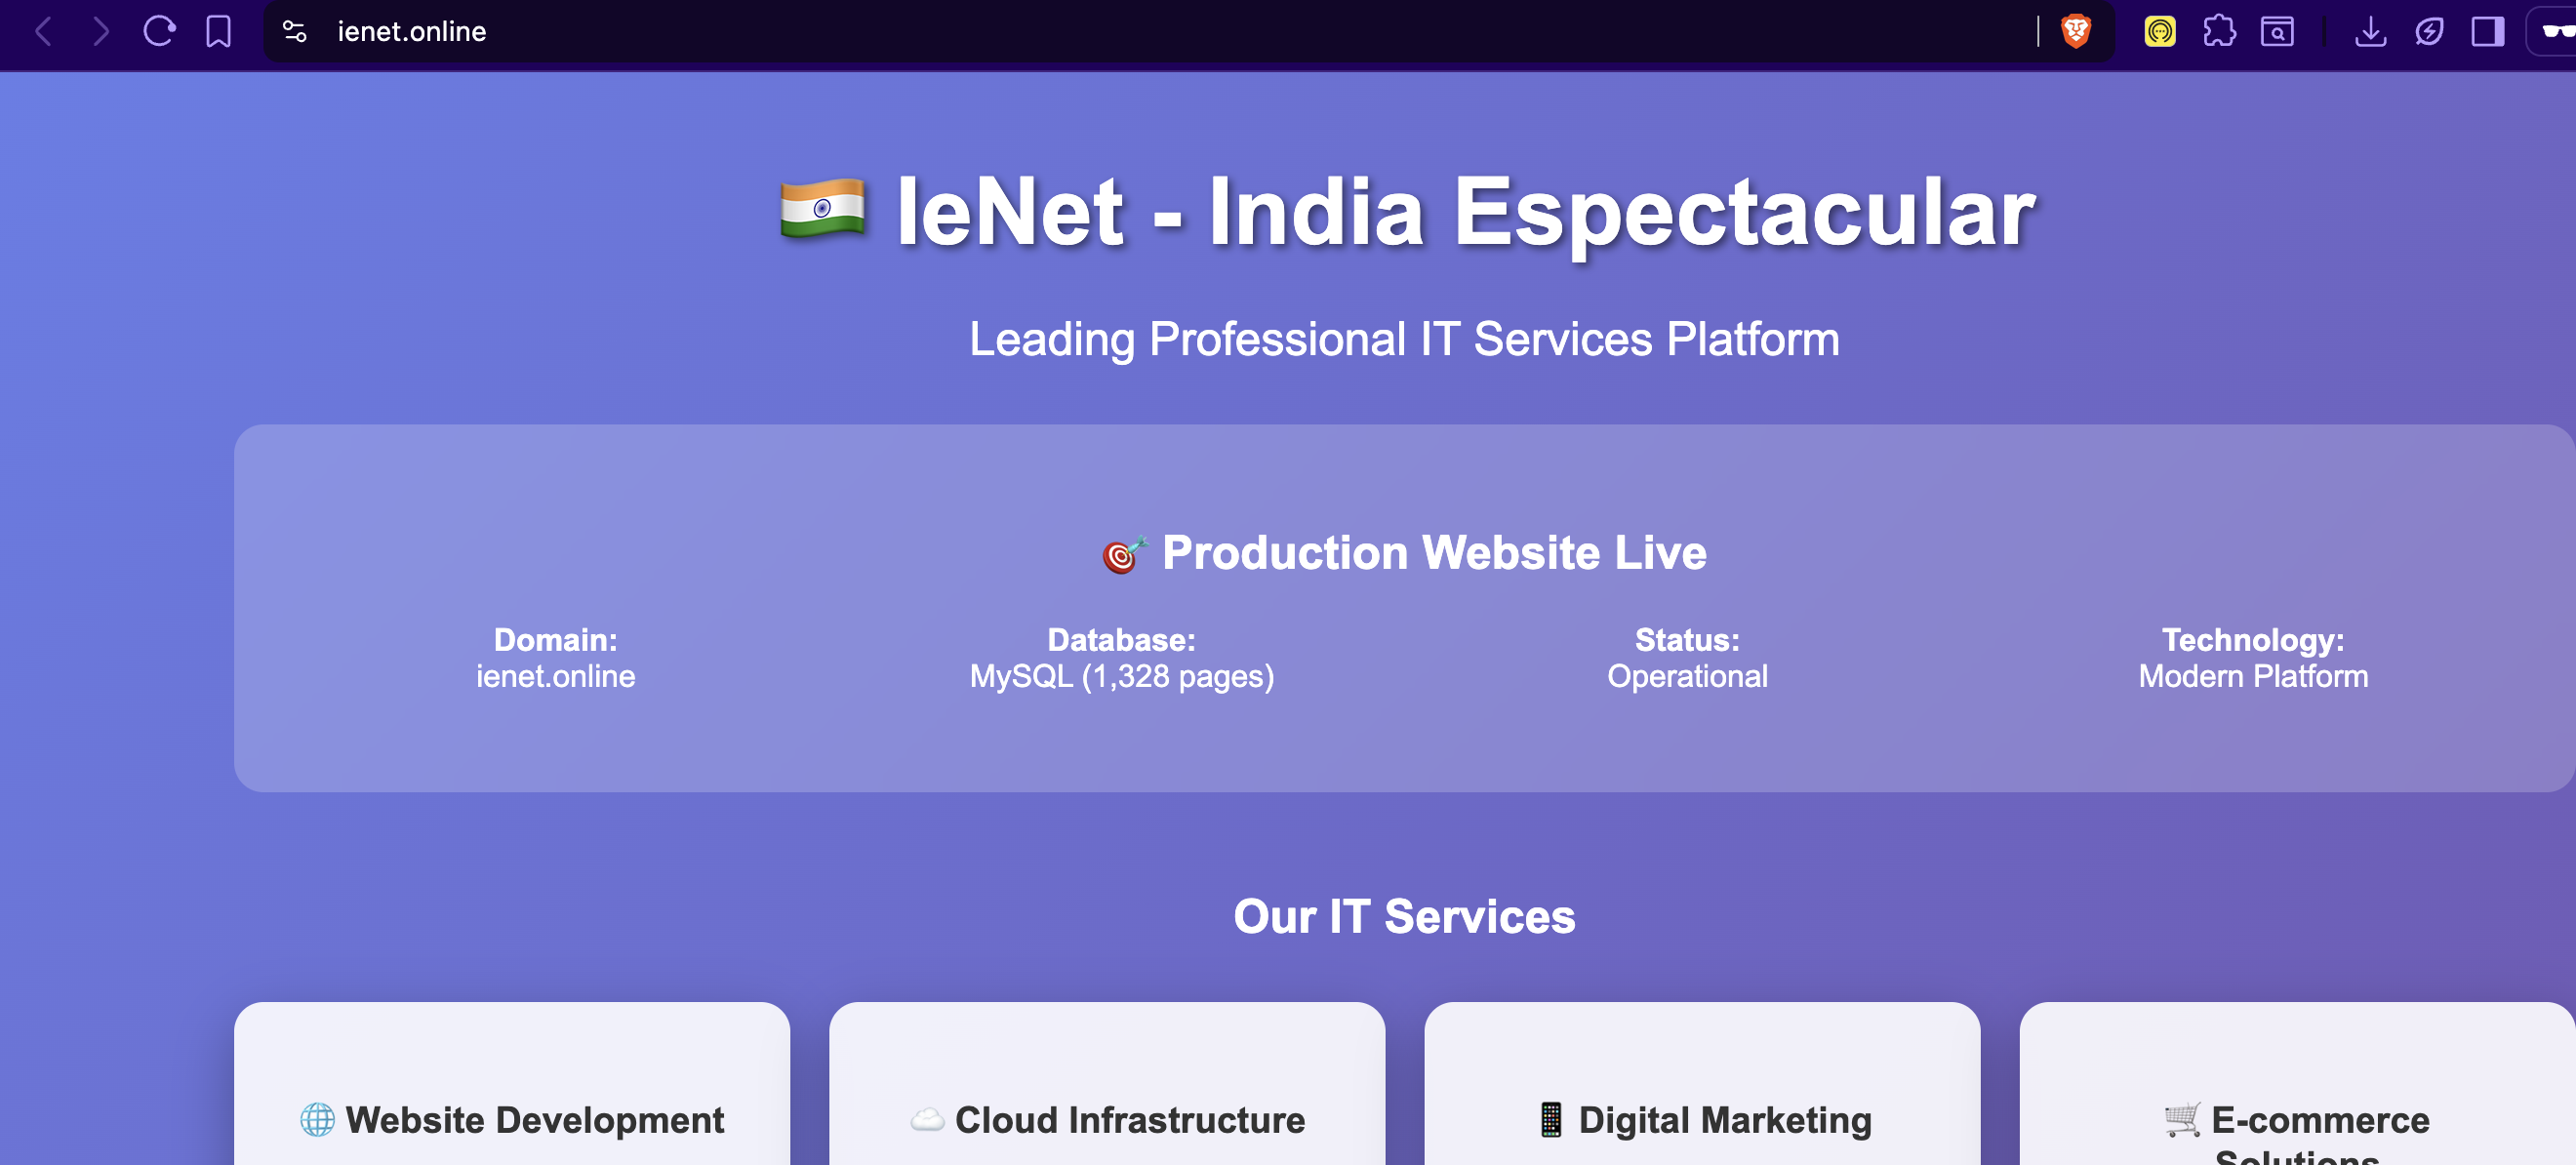 ienet.online
🇮🇳 IeNet - India Espectacular
Leading Professional IT Services Platform
🎯 Production Website Live
Domain:
ienet.online
Database:
MySQL (1,328 pages)
Status:
Operational
Technology:
Modern Platform
Our IT Services
🌐 Website Development
☁️ Cloud Infrastructure
📱 Digital Marketing
🛒 E-commerce
Solutions